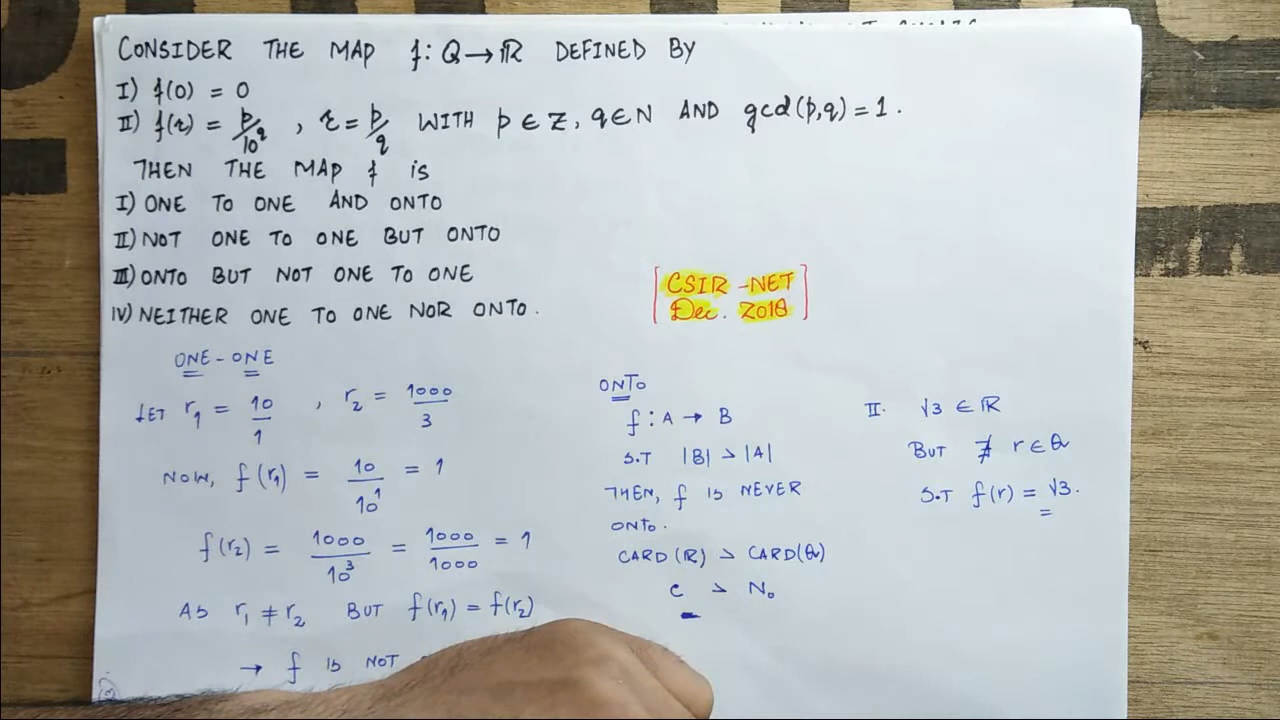 CONSIDER THE MAP f: Q→ℝ DEFINED BY
I) f(0) = 0
II) f(r) = p/10^q , r = p/q WITH p ∈ Z, q ∈ N AND gcd(p,q) = 1.
THEN THE MAP f IS
I) ONE TO ONE AND ONTO
II) NOT ONE TO ONE BUT ONTO
III) ONTO BUT NOT ONE TO ONE
IV) NEITHER ONE TO ONE NOR ONTO.
[CSIR-NET
Dec. 2018]
ONE-ONE
LET r₁ = 10/1 , r₂ = 1000/3
NOW, f(r₁) = 10/10¹ = 1
f(r₂) = 1000/10³ = 1000/1000 = 1
AS r₁ ≠ r₂ BUT f(r₁) = f(r₂)
→ f IS NOT
ONTO
f: A → B
S.T |B| > |A|
THEN, f IS NEVER
ONTO.
CARD(ℝ) > CARD(Q)
C > N₀
II. √3 ∈ ℝ
BUT ∄ r ∈ Q
S.T f(r) = √3.